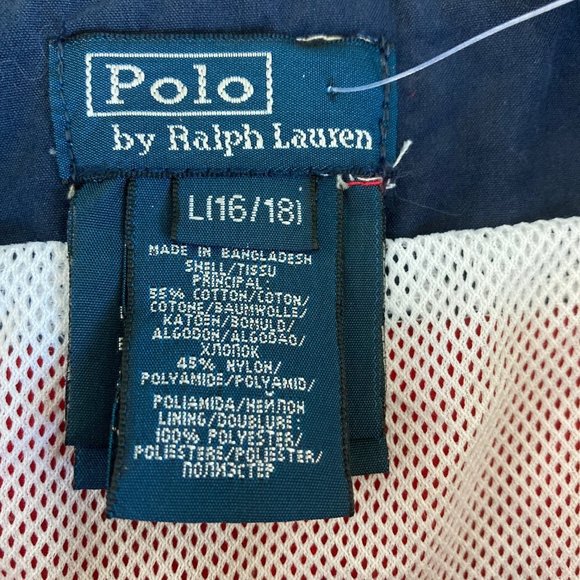 Polo
by Ralph Lauren
L(16/18)
MADE IN BANGLADESH
SHELL/TISSU
PRINCIPAL:
55% COTTON/COTON/
COTONE/BAUMWOLLE/
KATOEN/BOMULD/
ALGODON/ALGODAO/
ХЛОПОК
45% NYLON/
POLYAMIDE/POLYAMID/
POLIAMIDA/НЕЙЛОН
LINING/DOUBLURE:
100% POLYESTER/
POLIESTERE/POLIESTER/
ПОЛИЭСТЕР